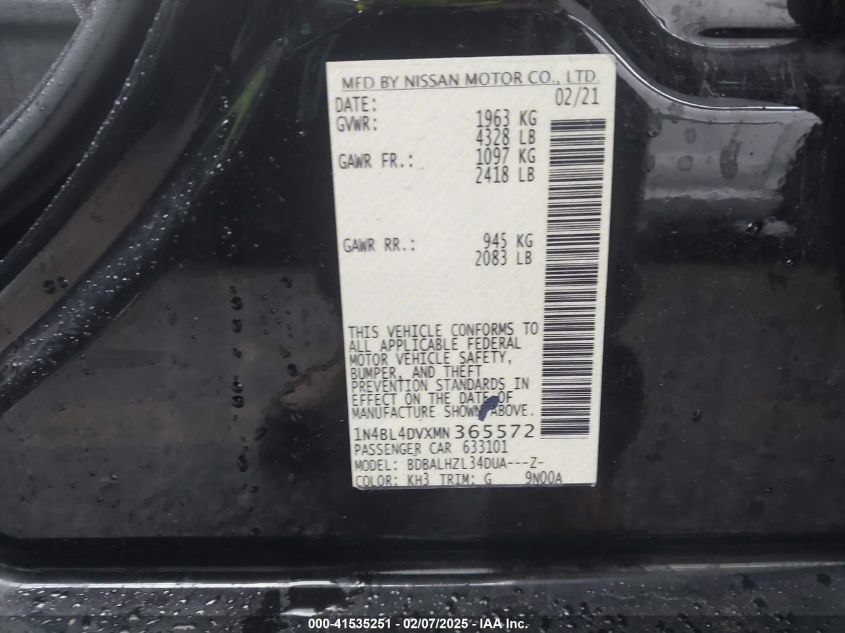 MFD BY NISSAN MOTOR CO., LTD.
DATE: 02/21
GVWR: 1963 KG
4328 LB
GAWR FR.: 1097 KG
2418 LB
GAWR RR.: 945 KG
2083 LB
THIS VEHICLE CONFORMS TO
ALL APPLICABLE FEDERAL
MOTOR VEHICLE SAFETY,
BUMPER, AND THEFT
PREVENTION STANDARDS IN
EFFECT ON THE DATE OF
MANUFACTURE SHOWN ABOVE.
1N4BL4DVXMN 365572
PASSENGER CAR 633101
MODEL: BDBALHZL34DUA---Z-
COLOR: KH3 TRIM: G 9N00A
000-41535251 - 02/07/2025 - IAA Inc.